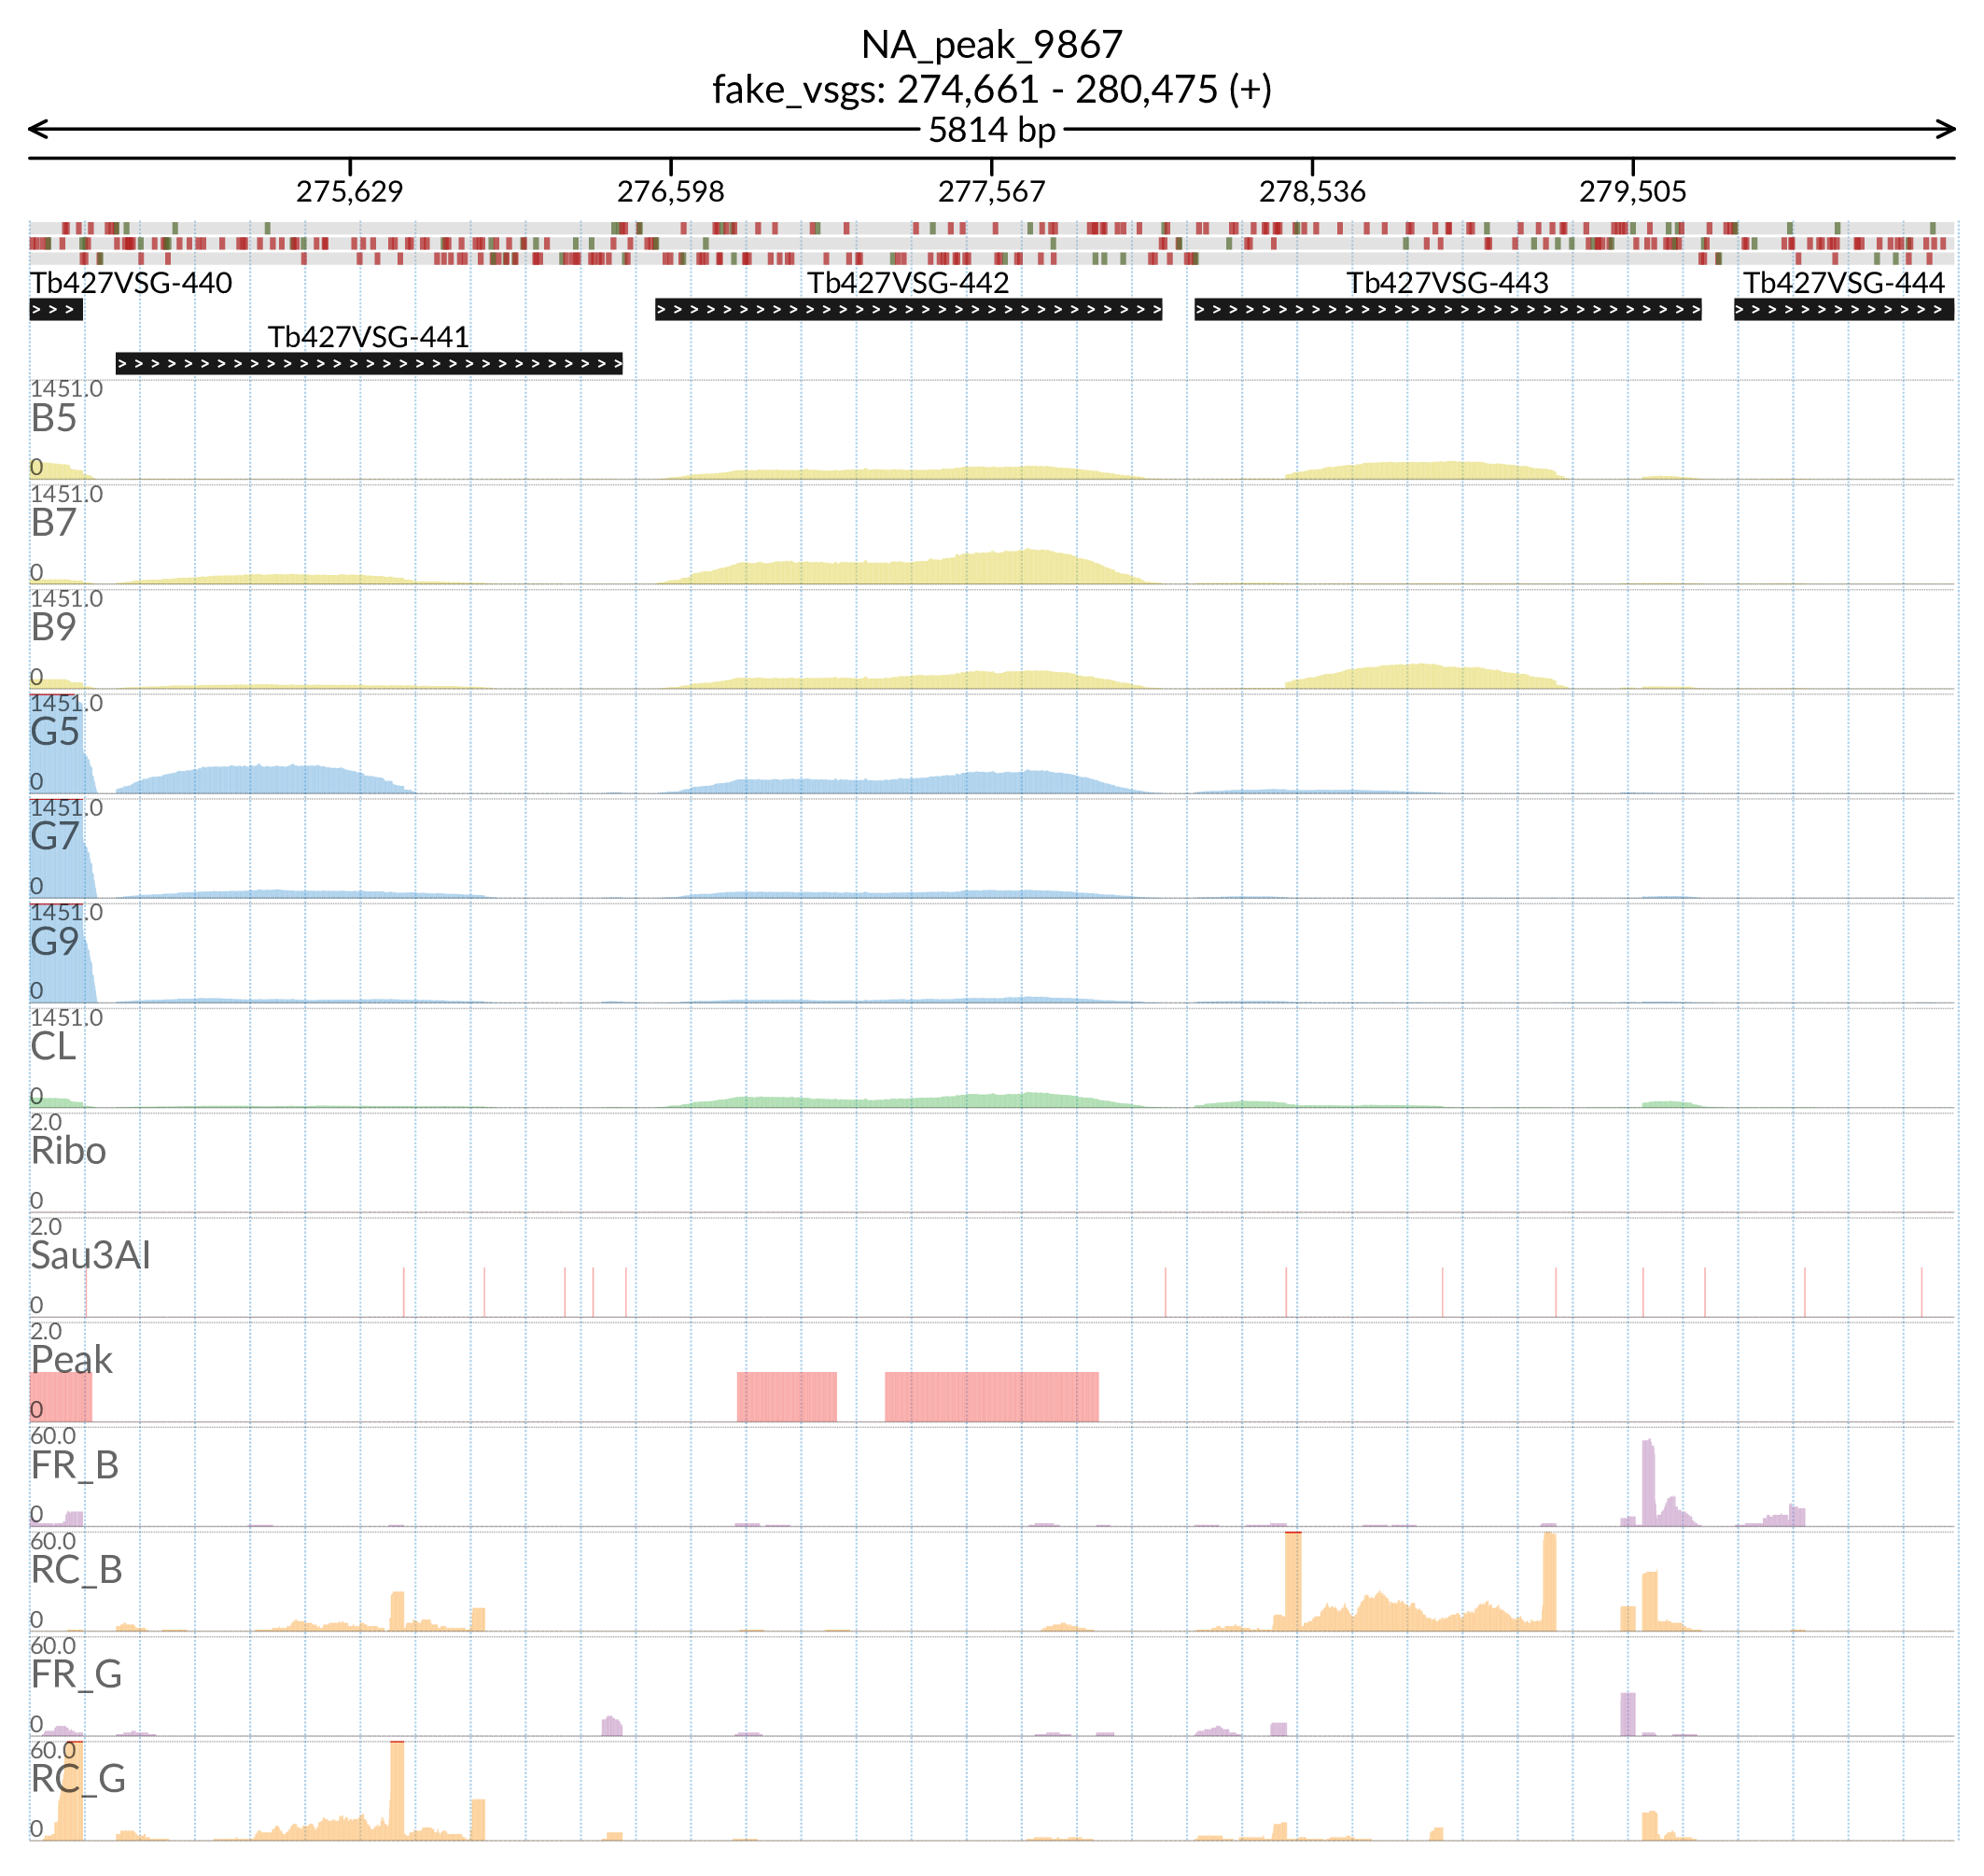 NA_peak_9867
fake_vsgs: 274,661 - 280,475 (+)
5814 bp
275,629 276,598 277,567 278,536 279,505
Tb427VSG-440 Tb427VSG-442 Tb427VSG-443 Tb427VSG-444
Tb427VSG-441
1451.0
B5
0
1451.0
B7
0
1451.0
B9
0
1451.0
G5
0
1451.0
G7
0
1451.0
G9
0
1451.0
CL
0
2.0
Ribo
0
2.0
Sau3AI
0
2.0
Peak
0
60.0
FR_B
0
60.0
RC_B
0
60.0
FR_G
0
60.0
RC_G
0